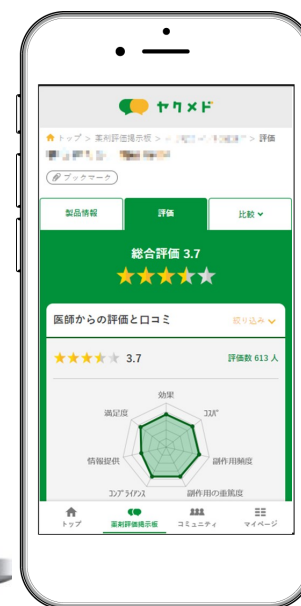 ヤクメド
トップ > 薬剤評価掲示板 > > 評価
ブックマーク
製品情報 評価 比較
総合評価 3.7
医師からの評価と口コミ 絞り込み
3.7 評価数 613 人
効果
満足度 コスパ
情報提供 副作用頻度
コンプライアンス 副作用の重篤度
トップ 薬剤評価掲示板 コミュニティ マイページ